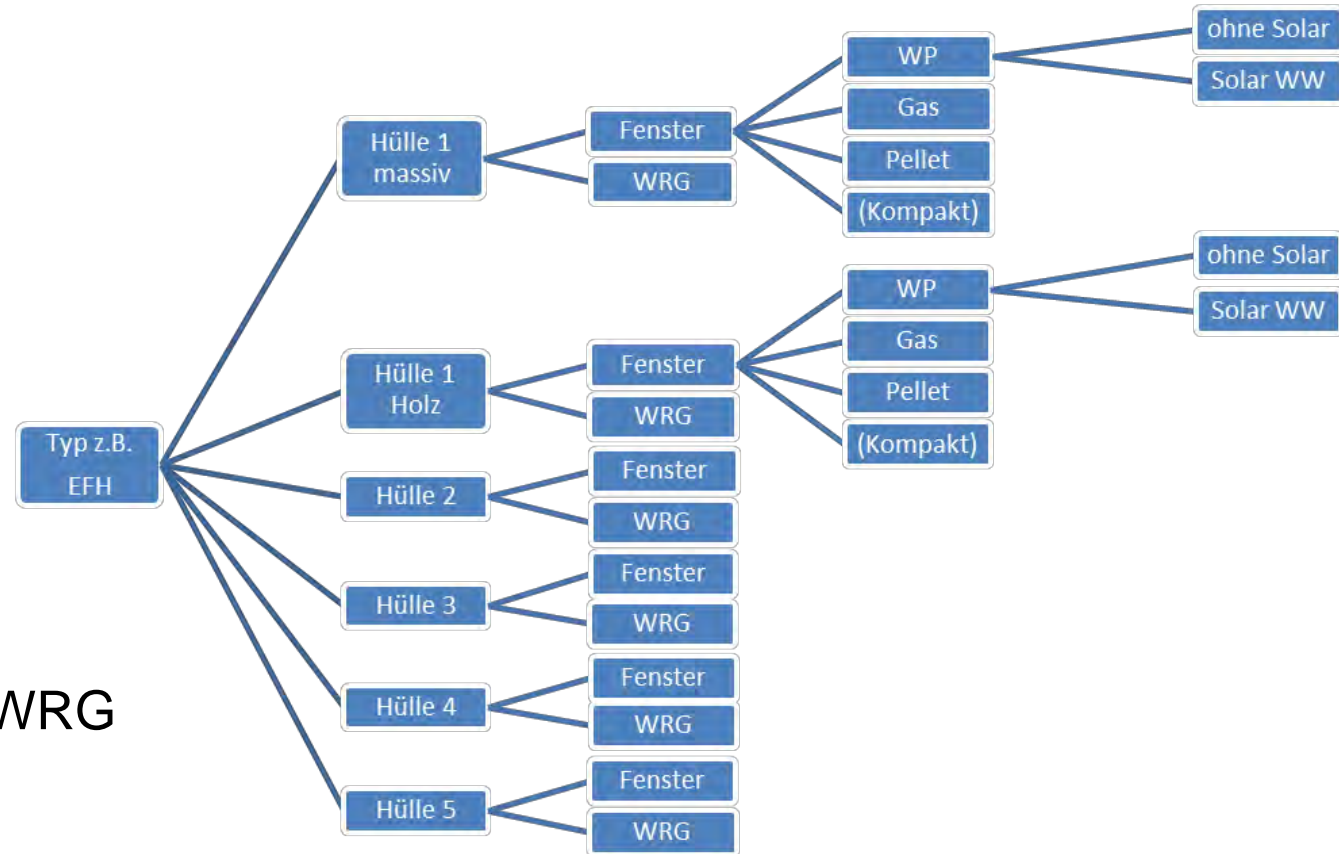 ohne Solar
Solar WW
WP
Gas
Pellet
(Kompakt)
Hülle 1
massiv
Fenster
WRG
ohne Solar
Solar WW
WP
Gas
Pellet
(Kompakt)
Hülle 1
Holz
Fenster
WRG
Typ z.B.
EFH
Hülle 2
Fenster
WRG
Hülle 3
Fenster
WRG
Hülle 4
Fenster
WRG
Hülle 5
Fenster
WRG
WRG